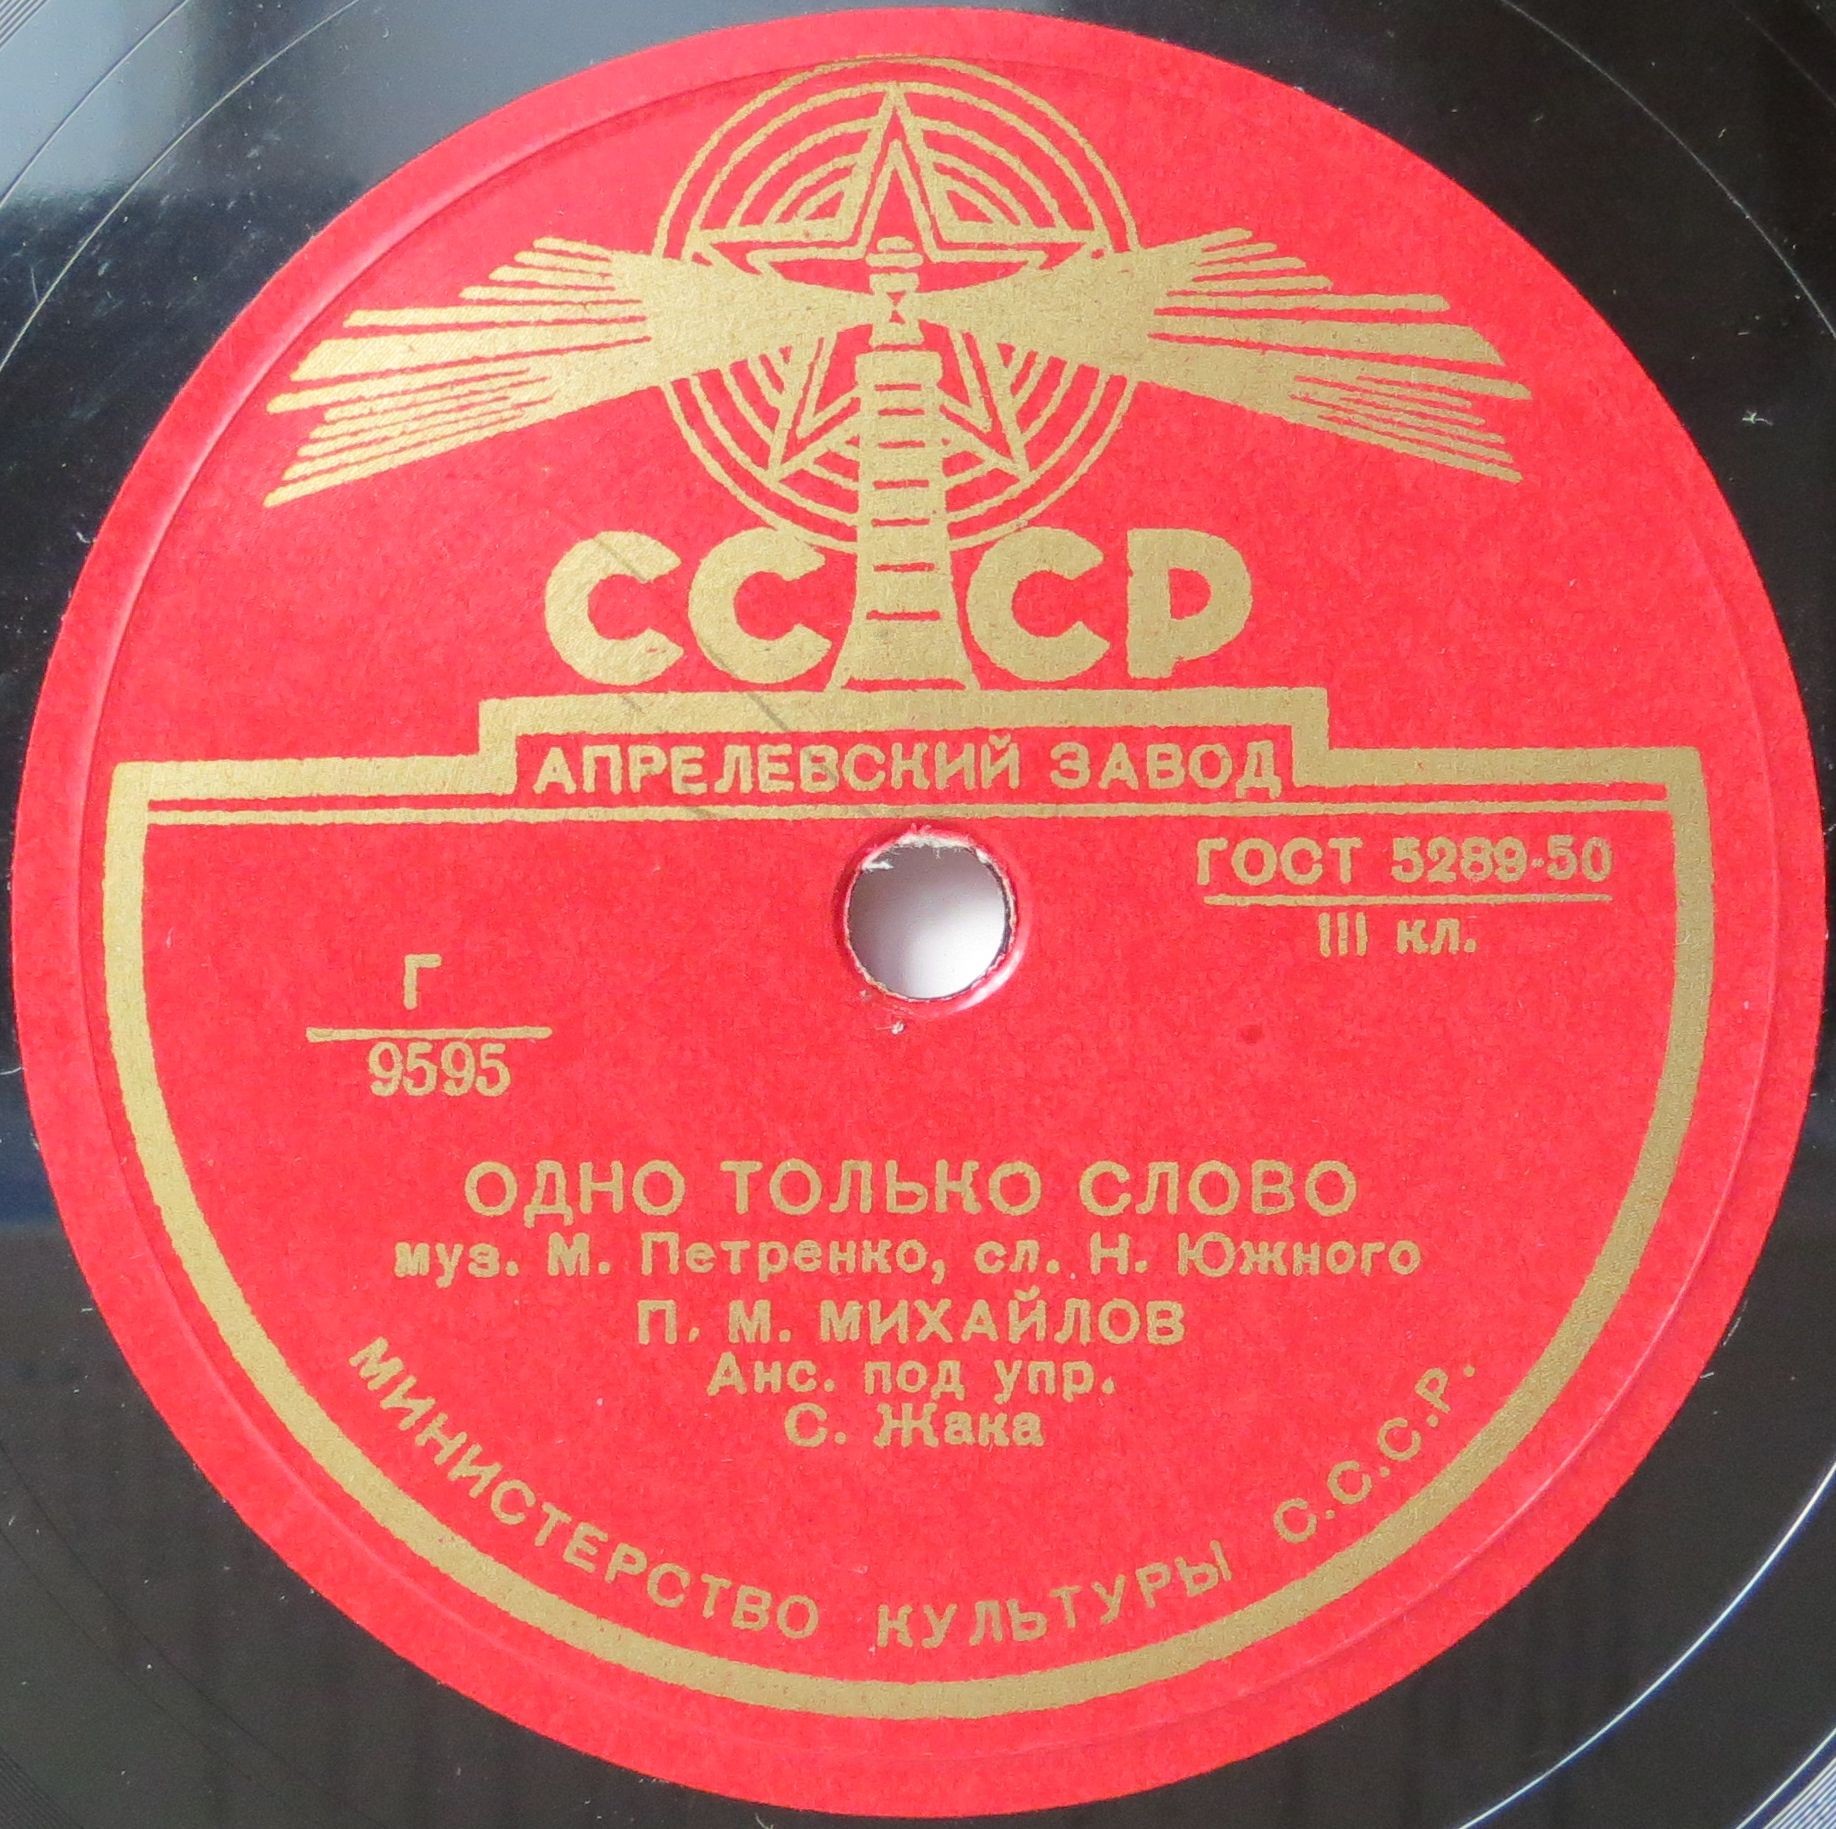 СССР
АПРЕЛЕВСКИЙ ЗАВОД
ГОСТ 5289-50
III кл.
Г
9595
ОДНО ТОЛЬКО СЛОВО
муз. М. Петренко, сл. Н. Южного
П. М. МИХАЙЛОВ
Анс. под упр.
С. Жака
МИНИСТЕРСТВО КУЛЬТУРЫ С.С.С.Р.